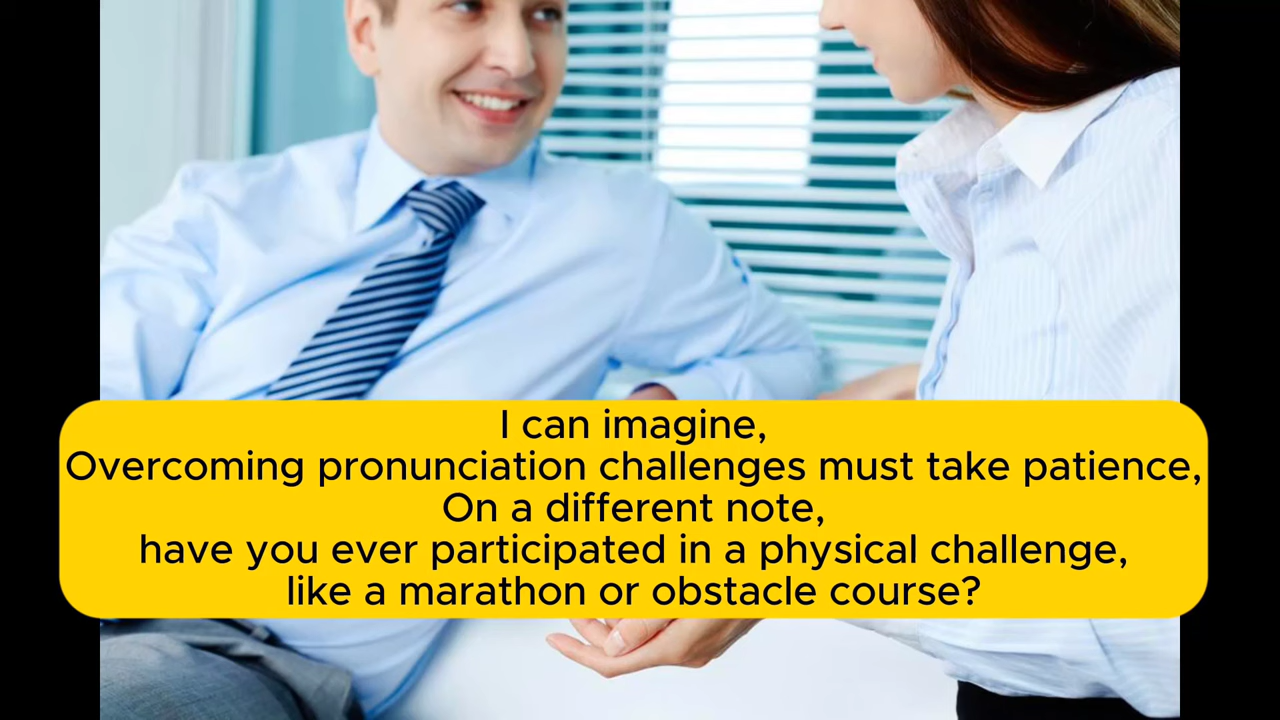 I can imagine,
Overcoming pronunciation challenges must take patience,
On a different note,
have you ever participated in a physical challenge,
like a marathon or obstacle course?